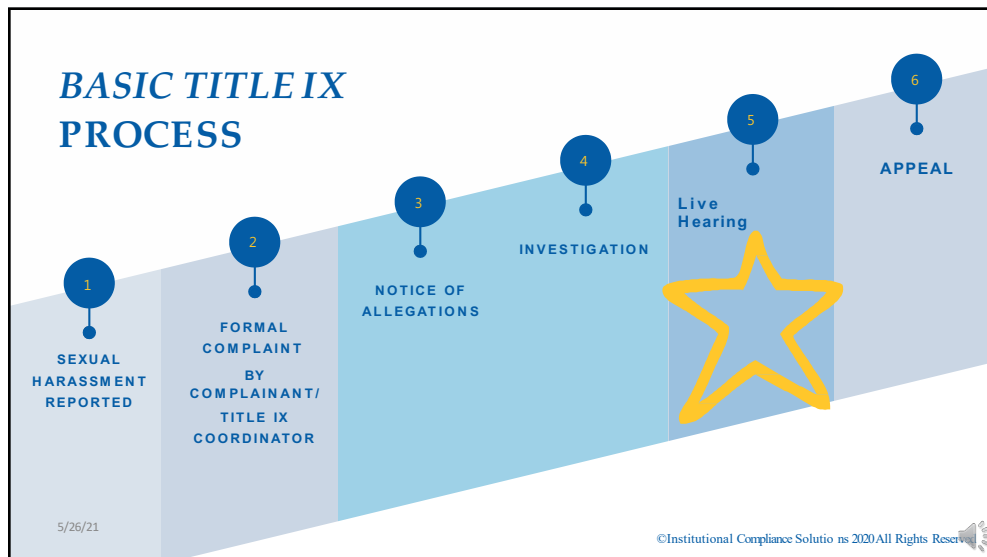 BASIC TITLE IX
PROCESS
1
SEXUAL
HARASSMENT
REPORTED
2
FORMAL
COMPLAINT
BY
COMPLAINANT/
TITLE IX
COORDINATOR
3
NOTICE OF
ALLEGATIONS
4
INVESTIGATION
5
Live
Hearing
6
APPEAL
5/26/21
©Institutional Compliance Solutio ns 2020 All Rights Reserved